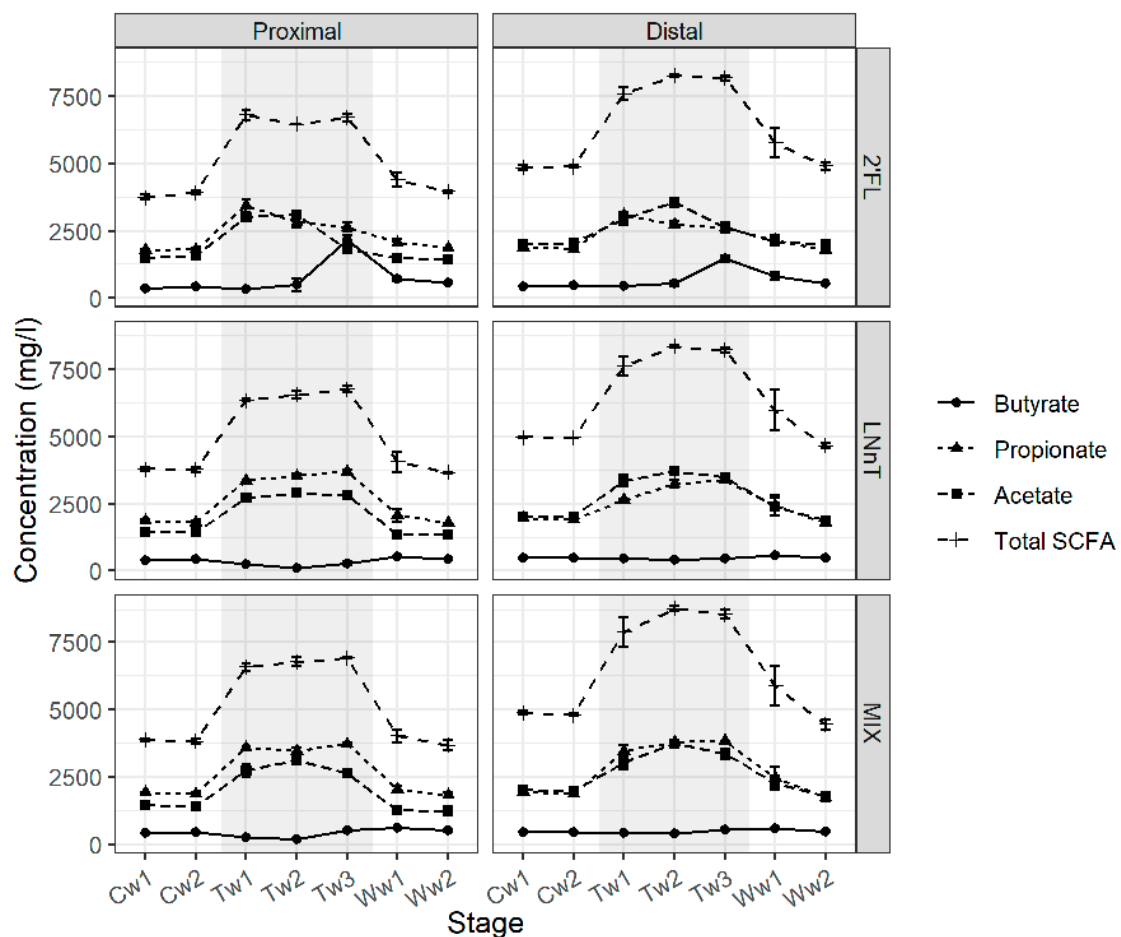 Proximal
Distal
7500
5000
2500
0
2'FL
7500
5000
2500
0
LNnT
7500
5000
2500
0
MIX
Concentration (mg/l)
Butyrate
Propionate
Acetate
Total SCFA
Cw1 Cw2 Tw1 Tw2 Tw3 Ww1 Ww2
Cw1 Cw2 Tw1 Tw2 Tw3 Ww1 Ww2
Stage